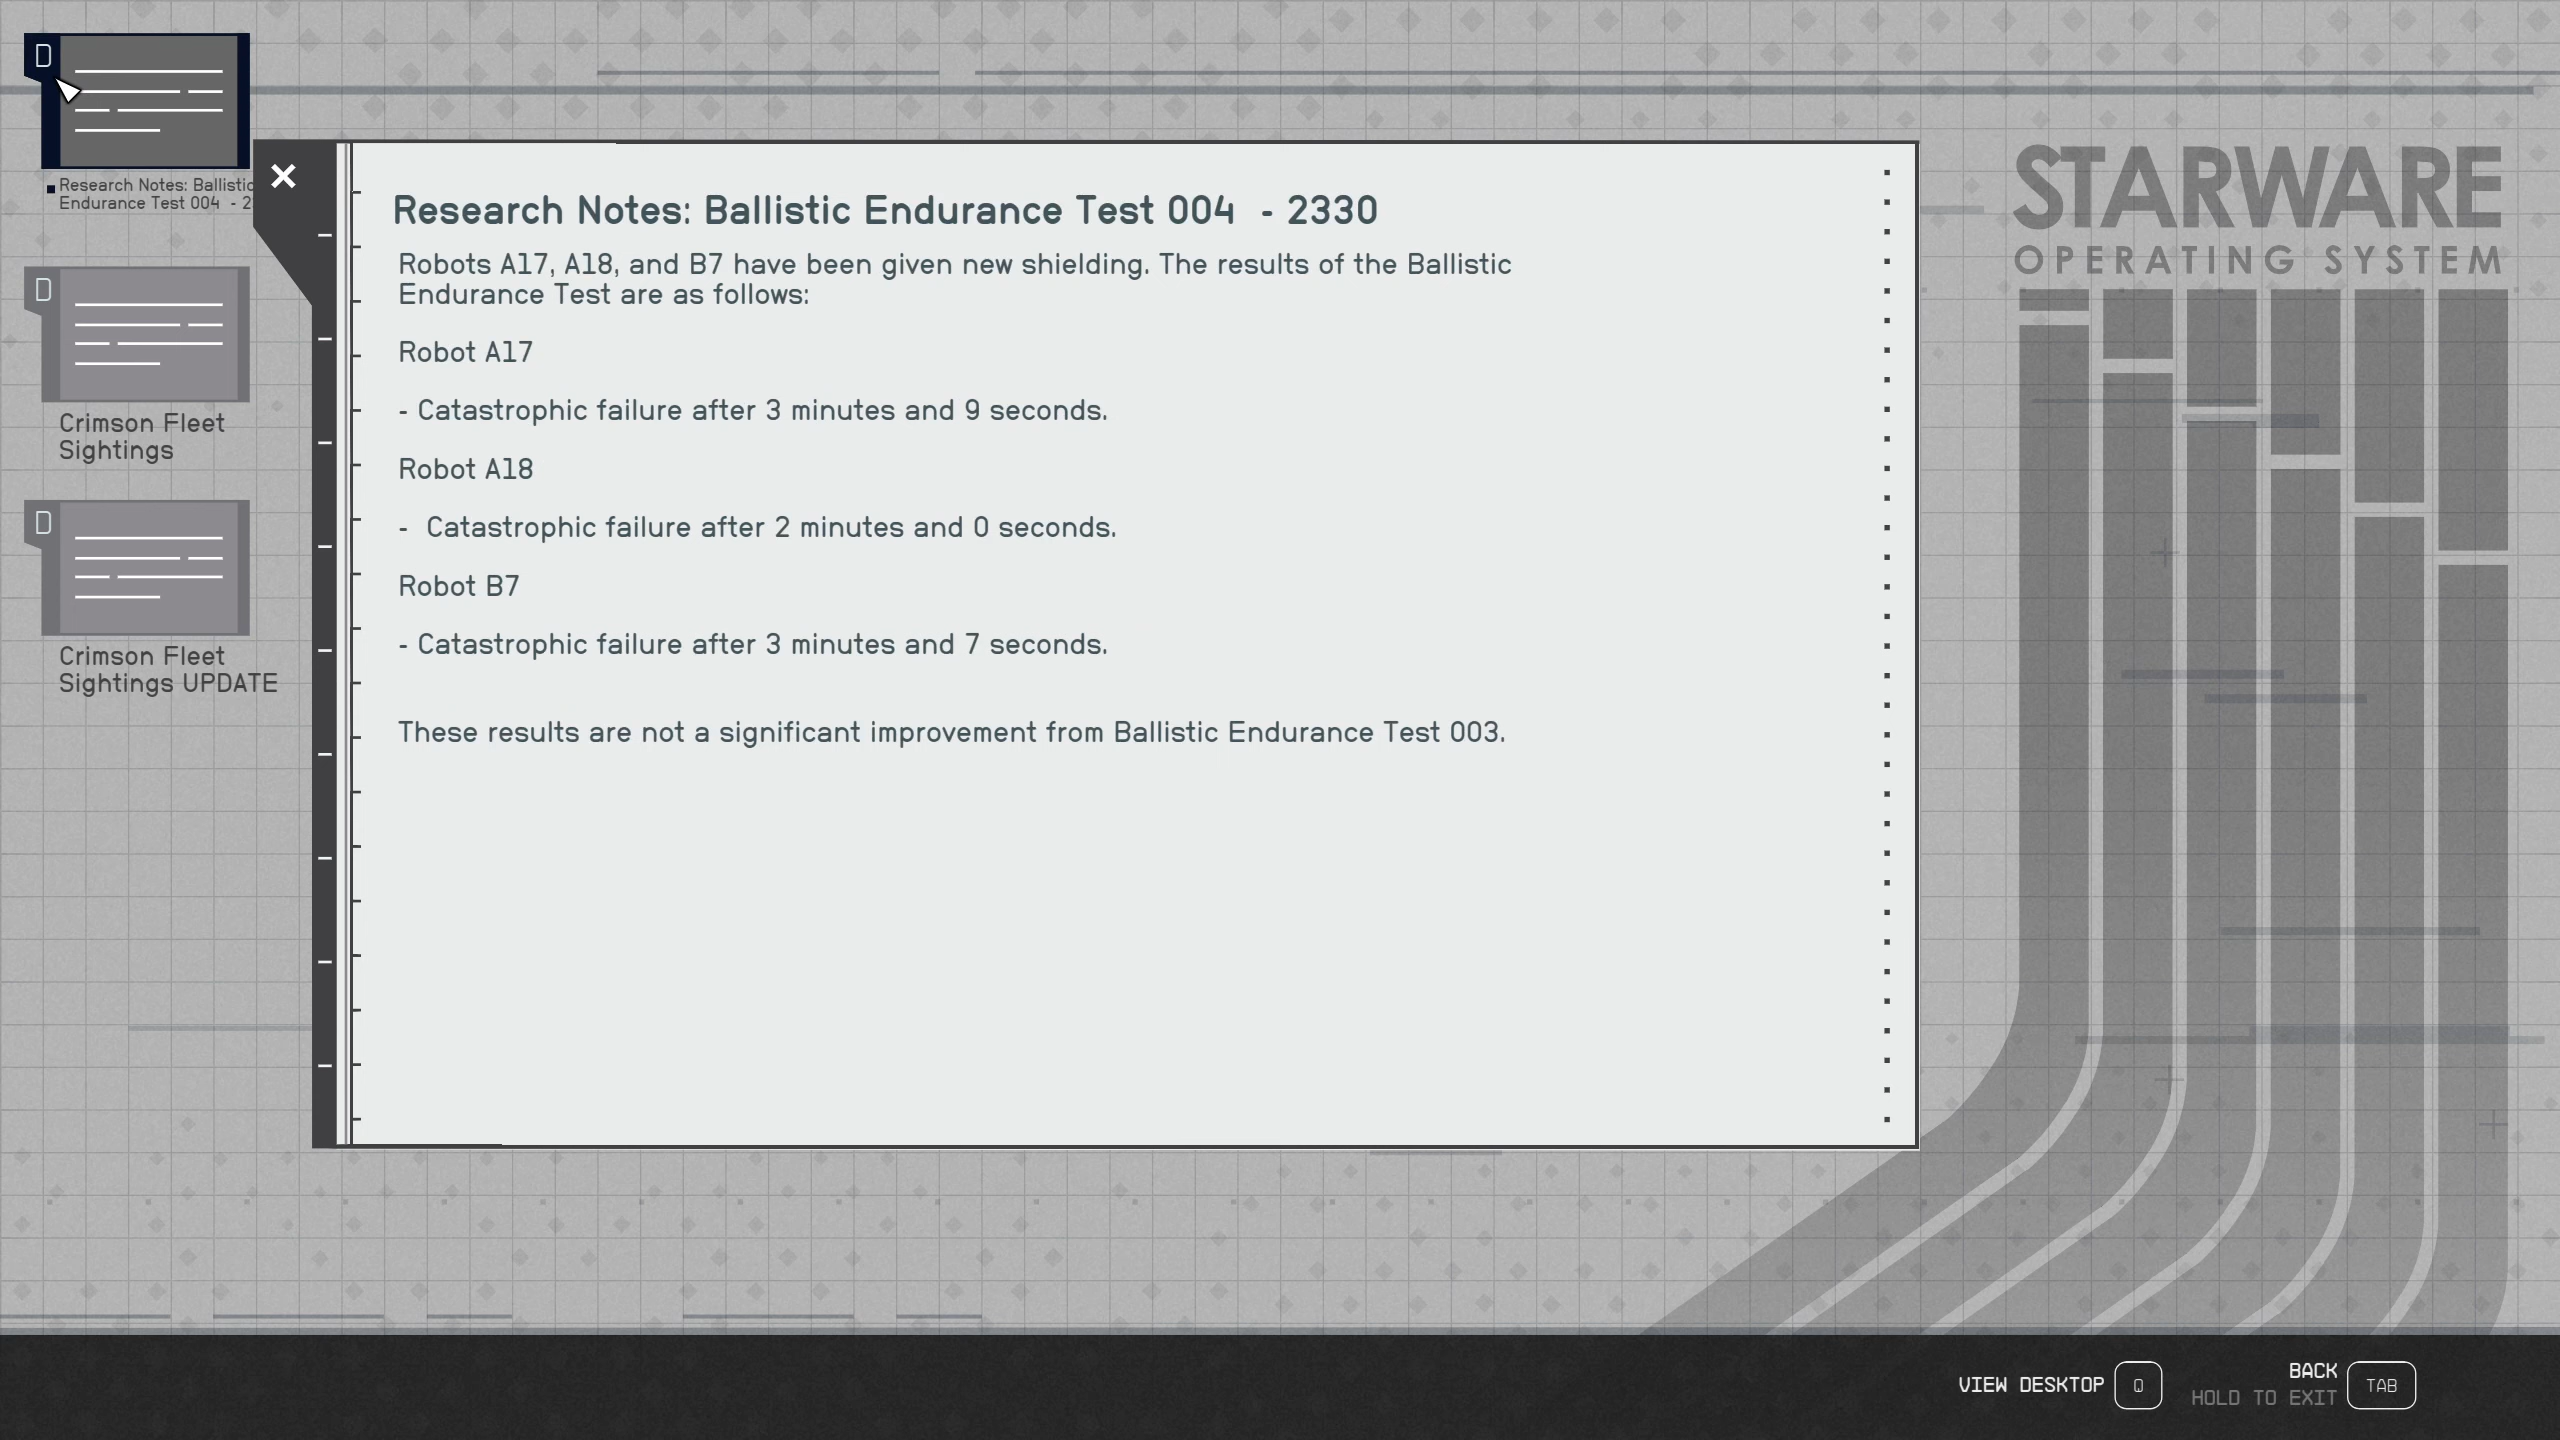 D
Research Notes: Ballistic
Endurance Test 004 - 2
D
Crimson Fleet
Sightings
D
Crimson Fleet
Sightings UPDATE
Research Notes: Ballistic Endurance Test 004 - 2330
Robots A17, A18, and B7 have been given new shielding. The results of the Ballistic
Endurance Test are as follows:
Robot A17
- Catastrophic failure after 3 minutes and 9 seconds.
Robot A18
- Catastrophic failure after 2 minutes and 0 seconds.
Robot B7
- Catastrophic failure after 3 minutes and 7 seconds.
These results are not a significant improvement from Ballistic Endurance Test 003.
STARWARE
OPERATING SYSTEM
VIEW DESKTOP Q
BACK TAB
HOLD TO EXIT